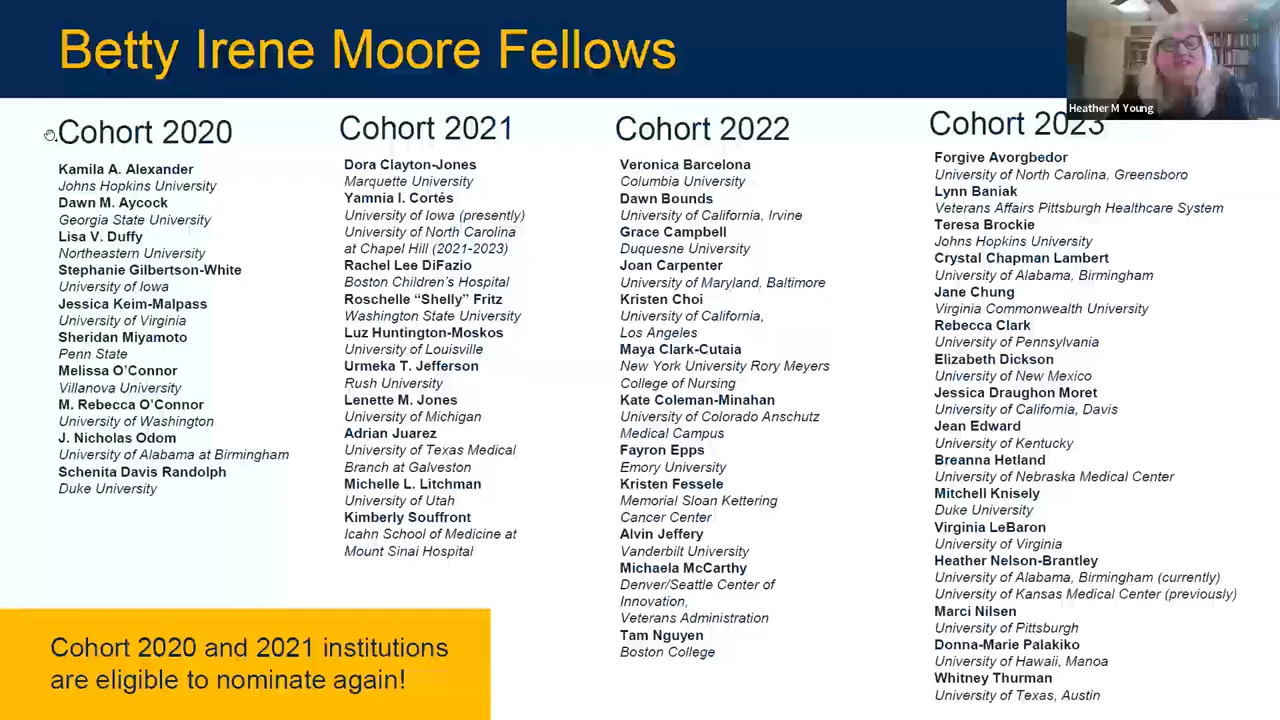 Betty Irene Moore Fellows
Heather M Young
Cohort 2020
Kamila A. Alexander
Johns Hopkins University
Dawn M. Aycock
Georgia State University
Lisa V. Duffy
Northeastern University
Stephanie Gilbertson-White
University of Iowa
Jessica Keim-Malpass
University of Virginia
Sheridan Miyamoto
Penn State
Melissa O’Connor
Villanova University
M. Rebecca O’Connor
University of Washington
J. Nicholas Odom
University of Alabama at Birmingham
Schenita Davis Randolph
Duke University
Cohort 2021
Dora Clayton-Jones
Marquette University
Yamnia I. Cortés
University of Iowa (presently)
University of North Carolina
at Chapel Hill (2021-2023)
Rachel Lee DiFazio
Boston Children’s Hospital
Roschelle “Shelly” Fritz
Washington State University
Luz Huntington-Moskos
University of Louisville
Urmeka T. Jefferson
Rush University
Lenette M. Jones
University of Michigan
Adrian Juarez
University of Texas Medical
Branch at Galveston
Michelle L. Litchman
University of Utah
Kimberly Souffront
Icahn School of Medicine at
Mount Sinai Hospital
Cohort 2022
Veronica Barcelona
Columbia University
Dawn Bounds
University of California, Irvine
Grace Campbell
Duquesne University
Joan Carpenter
University of Maryland, Baltimore
Kristen Choi
University of California,
Los Angeles
Maya Clark-Cutaia
New York University Rory Meyers
College of Nursing
Kate Coleman-Minahan
University of Colorado Anschutz
Medical Campus
Fayron Epps
Emory University
Kristen Fessele
Memorial Sloan Kettering
Cancer Center
Alvin Jeffery
Vanderbilt University
Michaela McCarthy
Denver/Seattle Center of
Innovation,
Veterans Administration
Tam Nguyen
Boston College
Cohort 2023
Forgive Avorgbedor
University of North Carolina, Greensboro
Lynn Baniak
Veterans Affairs Pittsburgh Healthcare System
Teresa Brockie
Johns Hopkins University
Crystal Chapman Lambert
University of Alabama, Birmingham
Jane Chung
Virginia Commonwealth University
Rebecca Clark
University of Pennsylvania
Elizabeth Dickson
University of New Mexico
Jessica Draughon Moret
University of California, Davis
Jean Edward
University of Kentucky
Breanna Hetland
University of Nebraska Medical Center
Mitchell Knisely
Duke University
Virginia LeBaron
University of Virginia
Heather Nelson-Brantley
University of Alabama, Birmingham (currently)
University of Kansas Medical Center (previously)
Marci Nilsen
University of Pittsburgh
Donna-Marie Palakiko
University of Hawaii, Manoa
Whitney Thurman
University of Texas, Austin
Cohort 2020 and 2021 institutions
are eligible to nominate again!